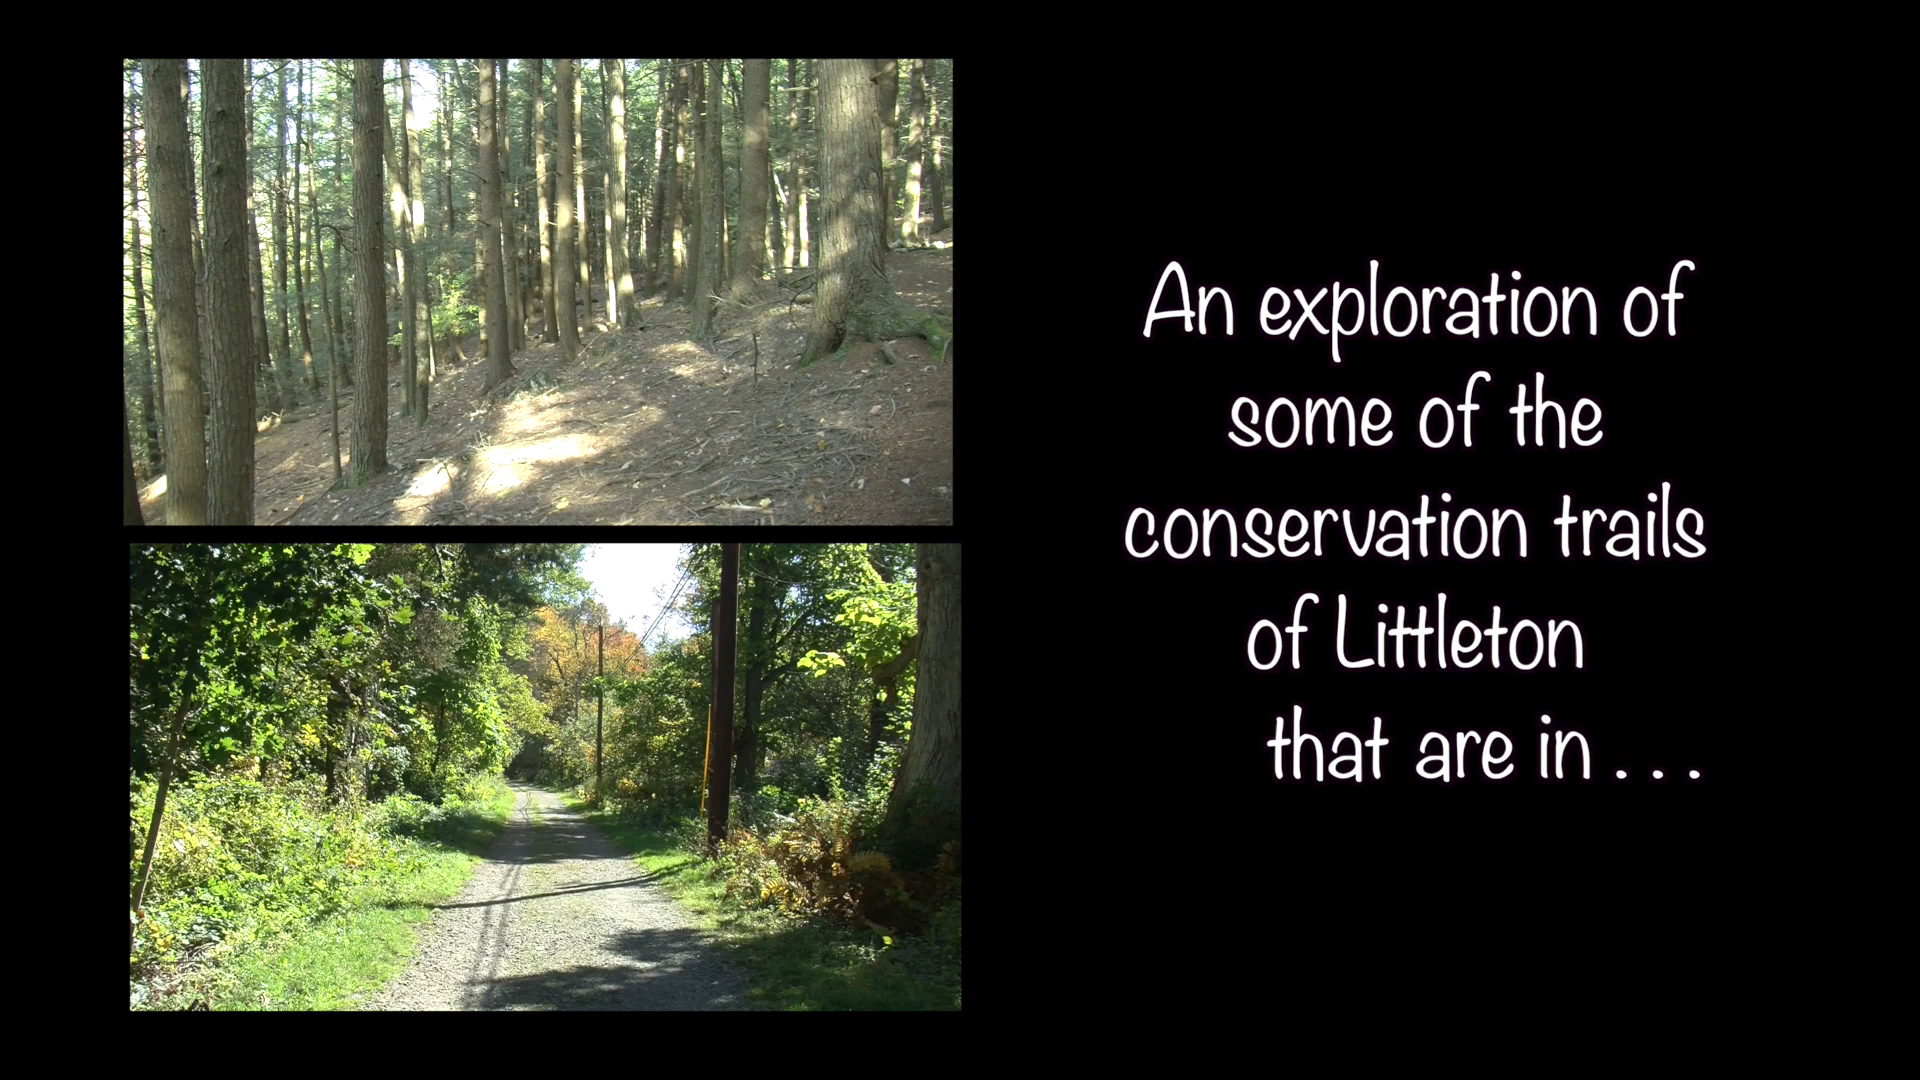 An exploration of
some of the
conservation trails
of Littleton
that are in . . .